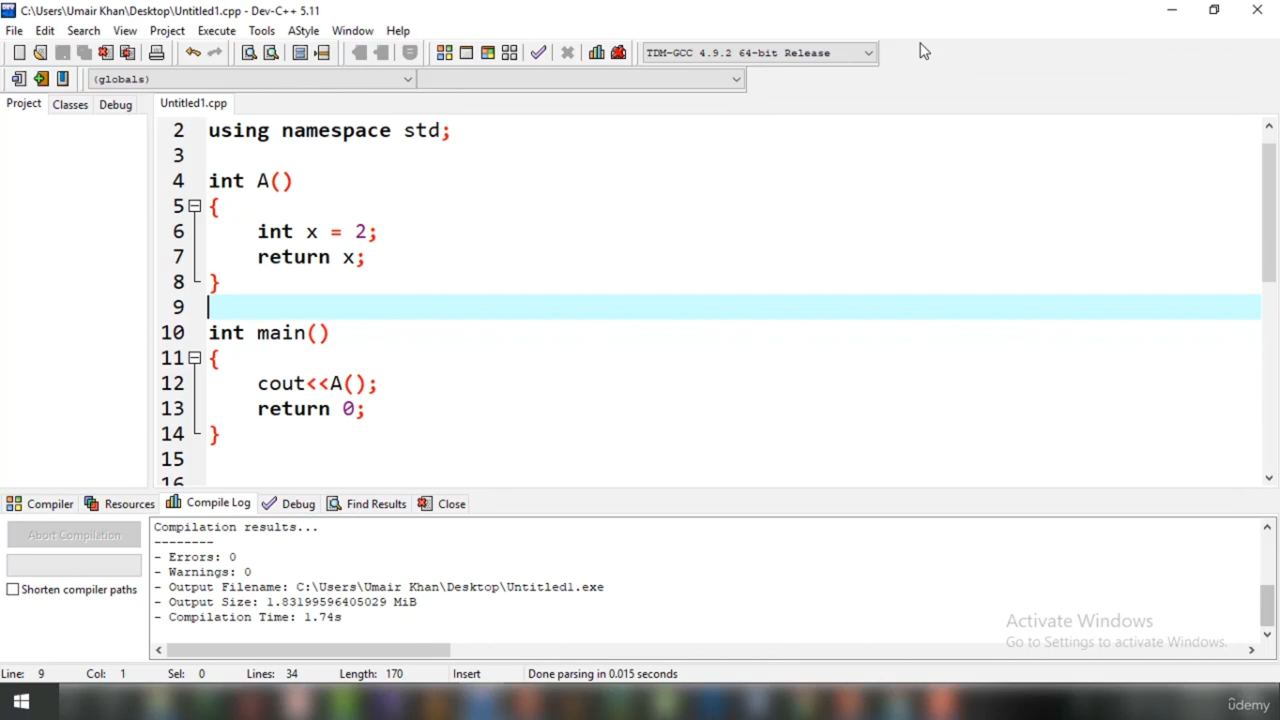 C:\Users\Umair Khan\Desktop\Untitled1.cpp - Dev-C++ 5.11
File Edit Search View Project Execute Tools AStyle Window Help
TDM-GCC 4.9.2 64-bit Release
(globals)
Project Classes Debug Untitled1.cpp
2 using namespace std;
3
4 int A()
5 {
6 int x = 2;
7 return x;
8 }
9
10 int main()
11 {
12 cout<<A();
13 return 0;
14 }
15
16
Compiler Resources Compile Log Debug Find Results Close
Abort Compilation
Shorten compiler paths
Compilation results...
--------
- Errors: 0
- Warnings: 0
- Output Filename: C:\Users\Umair Khan\Desktop\Untitled1.exe
- Output Size: 1.83199596405029 MiB
- Compilation Time: 1.74s
Activate Windows
Go to Settings to activate Windows.
Line: 9 Col: 1 Sel: 0 Lines: 34 Length: 170 Insert Done parsing in 0.015 seconds
ûdemy